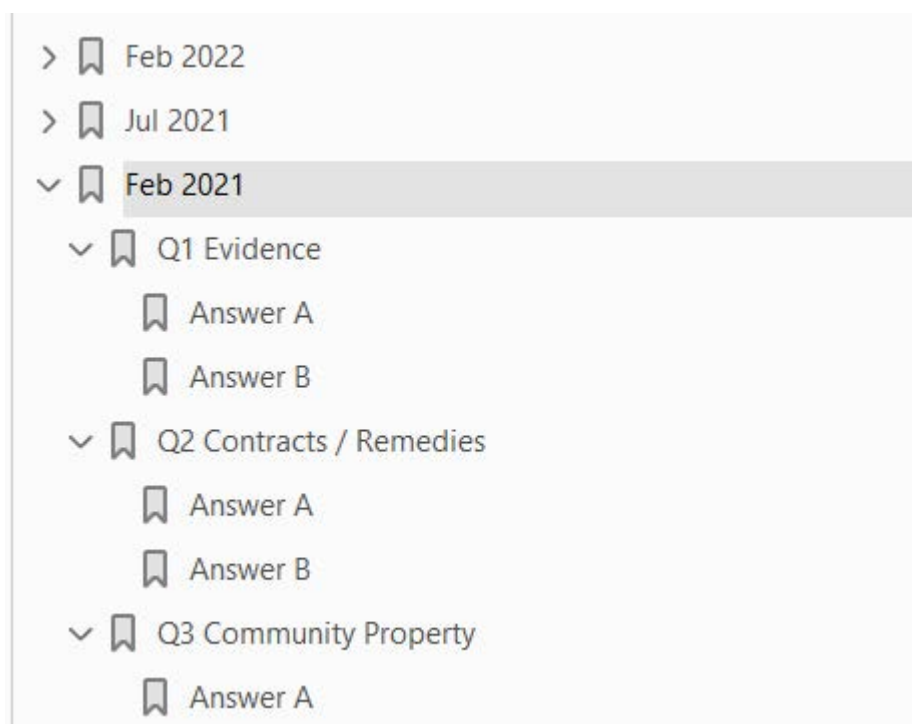 Feb 2022
Jul 2021
Feb 2021
Q1 Evidence
Answer A
Answer B
Q2 Contracts / Remedies
Answer A
Answer B
Q3 Community Property
Answer A